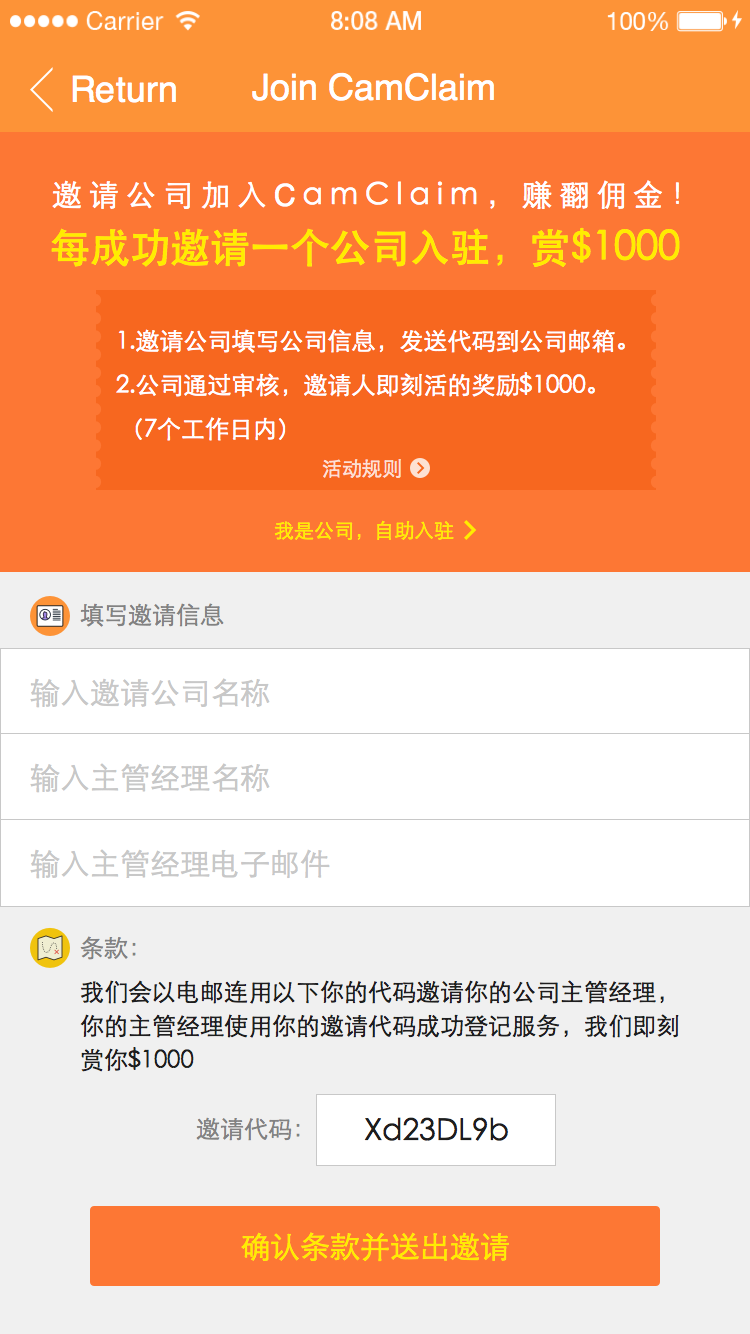 Carrier 8:08 AM 100%
Return Join CamClaim
邀请公司加入CamClaim，赚翻佣金！
每成功邀请一个公司入驻，赏$1000
1.邀请公司填写公司信息，发送代码到公司邮箱。
2.公司通过审核，邀请人即刻活的奖励$1000。
（7个工作日内）
活动规则
我是公司，自助入驻
填写邀请信息
输入邀请公司名称
输入主管经理名称
输入主管经理电子邮件
条款：
我们会以电邮连用以下你的代码邀请你的公司主管经理，
你的主管经理使用你的邀请代码成功登记服务，我们即刻
赏你$1000
邀请代码： Xd23DL9b
确认条款并送出邀请